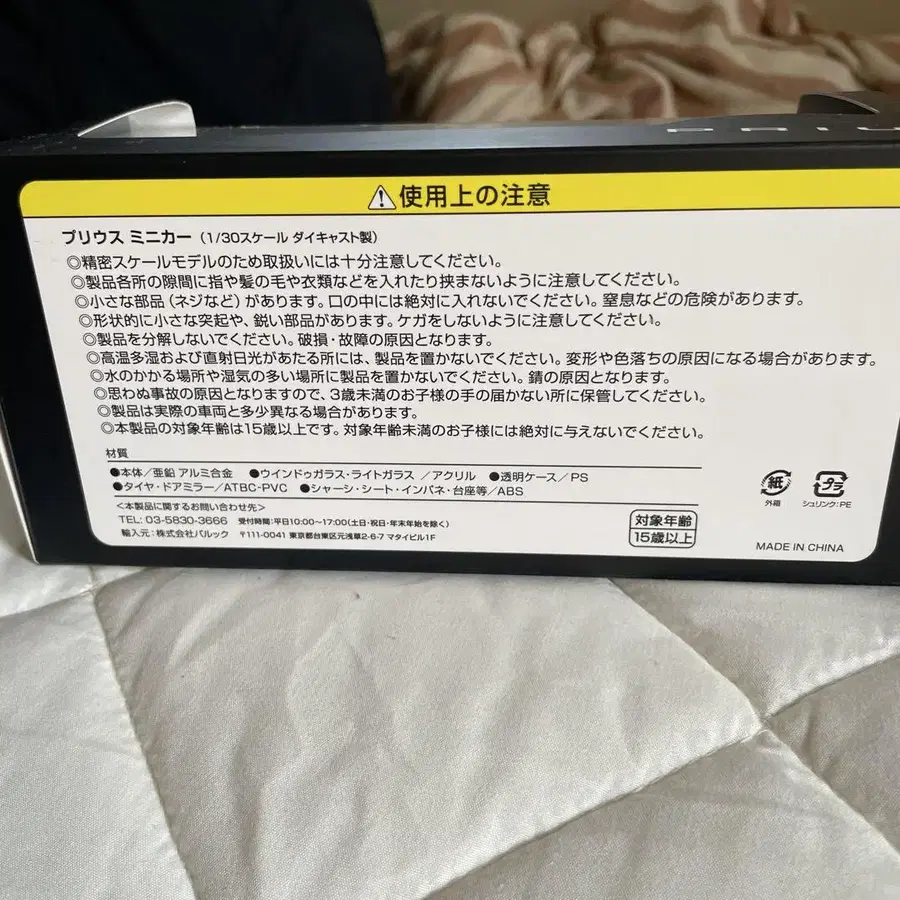 ⚠使用上の注意
プリウス ミニカー（1/30スケール ダイキャスト製）
◎精密スケールモデルのため取扱いには十分注意してください。
◎製品各所の隙間に指や髪の毛や衣類などを入れたり挟まないように注意してください。
◎小さな部品（ネジなど）があります。口の中には絶対に入れないでください。窒息などの危険があります。
◎形状的に小さな突起や、鋭い部品があります。ケガをしないように注意してください。
◎製品を分解しないでください。破損・故障の原因となります。
◎高温多湿および直射日光があたる所には、製品を置かないでください。変形や色落ちの原因になる場合があります。
◎水のかかる場所や湿気の多い場所に製品を置かないでください。錆の原因となります。
◎思わぬ事故の原因となりますので、3歳未満のお子様の手の届かない所に保管してください。
◎製品は実際の車両と多少異なる場合があります。
◎本製品の対象年齢は15歳以上です。対象年齢未満のお子様には絶対に与えないでください。
材質
●本体／亜鉛 アルミ合金 ●ウインドゥガラス・ライトガラス ／アクリル ●透明ケース／PS
●タイヤ・ドアミラー／ATBC-PVC ●シャーシ・シート・インパネ・台座等／ABS
＜本製品に関するお問い合わせ先＞
TEL: 03-5830-3666 受付時間:平日10:00〜17:00(土日・祝日・年末年始を除く)
輸入元：株式会社バルック 〒111-0041 東京都台東区元浅草2-6-7 マタイビル1F
対象年齢
15歳以上
紙
外箱
プラ
シュリンク:PE
MADE IN CHINA